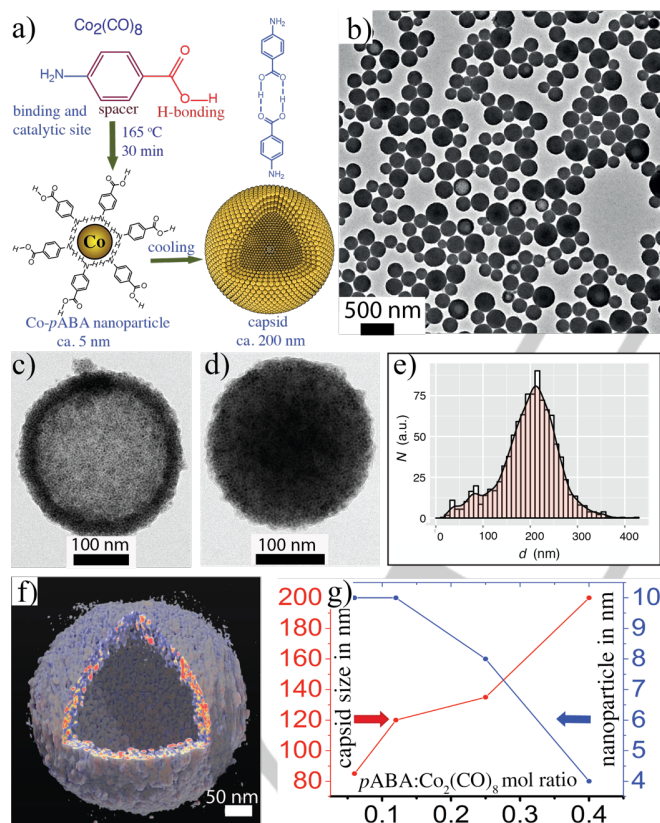 a)
Co2(CO)8
H2N
O
O
H
spacer
H-bonding
binding and
catalytic site
165 °C
30 min
Co
cooling
Co-pABA nanoparticle
ca. 5 nm
NH2
O
O
H
H
O
O
NH2
capsid
ca. 200 nm
b)
500 nm
c)
100 nm
d)
100 nm
e)
N (a.u.)
75
50
25
0
0 100 200 300 400
d (nm)
f)
50 nm
g)
capsid size in nm
200
180
160
140
120
100
80
nanoparticle in nm
10
9
8
7
6
5
4
pABA:Co2(CO)8 mol ratio
0.1 0.2 0.3 0.4